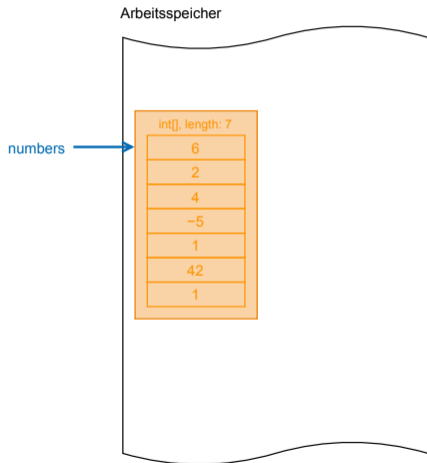 Arbeitsspeicher
int[], length: 7
numbers
6
2
4
−5
1
42
1